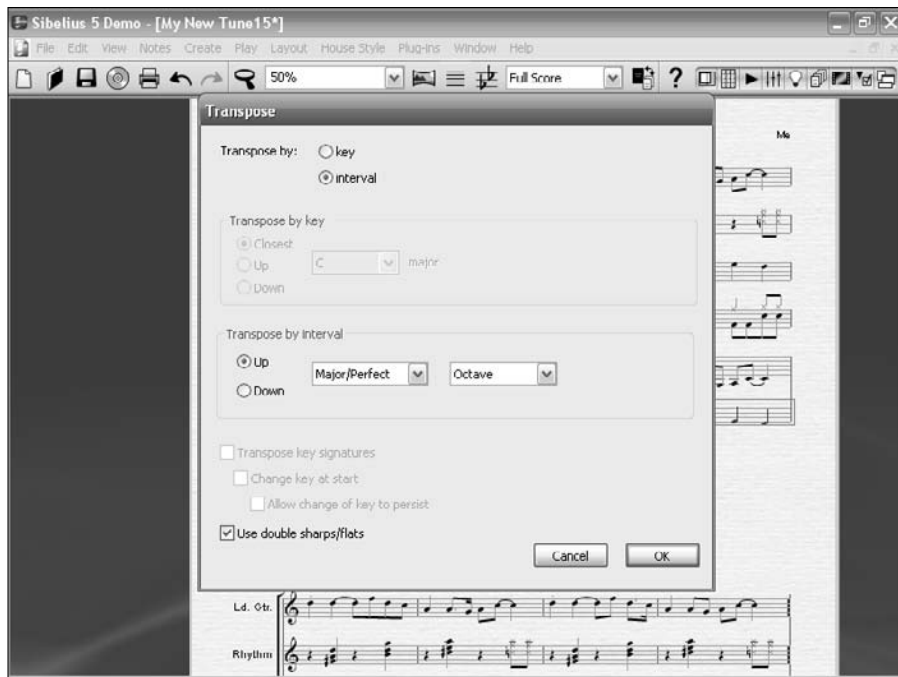 Sibelius 5 Demo - [My New Tune15*]
File Edit View Notes Create Play Layout House Style Plug-Ins Window Help
50% Full Score
Transpose
Me
Transpose by: key
interval
Transpose by key
Closest
Up C major
Down
Transpose by interval
Up Major/Perfect Octave
Down
Transpose key signatures
Change key at start
Allow change of key to persist
Use double sharps/flats
Cancel OK
Ld. Gtr.
Rhythm